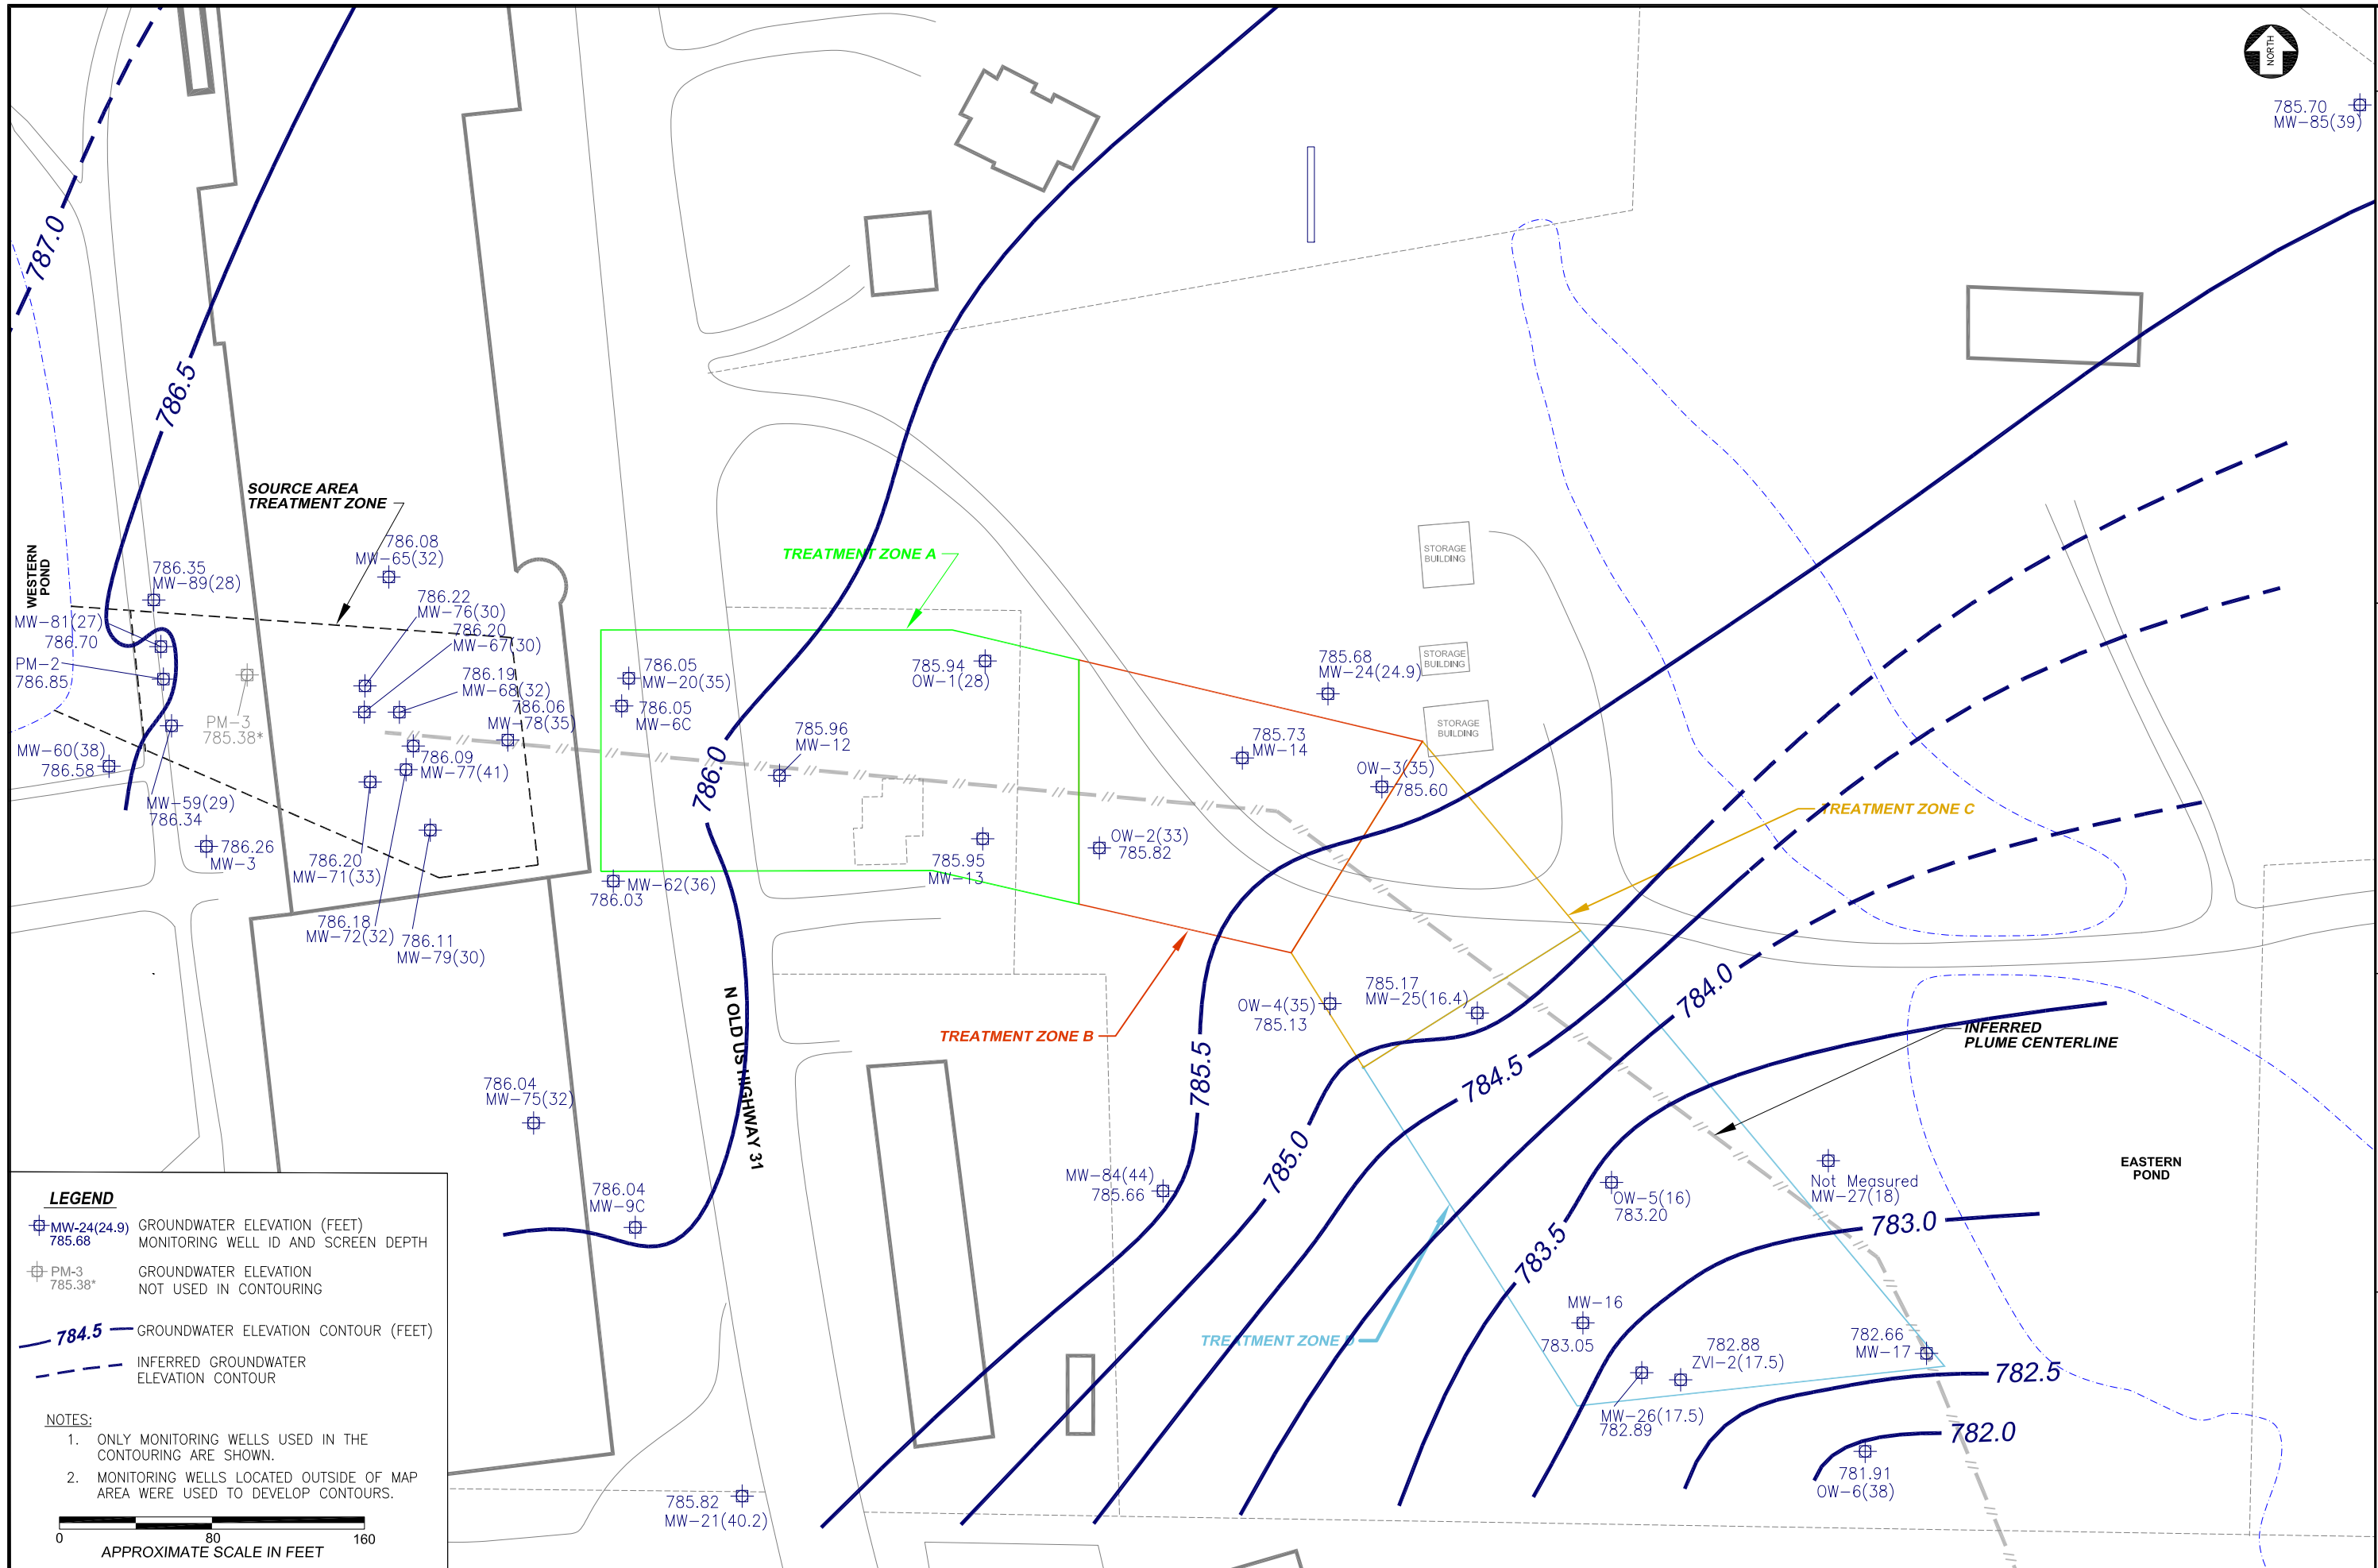 NORTH
785.70
MW-85(39)
787.0
786.5
SOURCE AREA
TREATMENT ZONE
WESTERN
POND
786.35
MW-89(28)
MW-81(27)
786.70
PM-2
786.85
PM-3
785.38*
MW-60(38)
786.58
MW-59(29)
786.34
786.26
MW-3
786.08
MW-65(32)
786.22
MW-76(30)
786.20
MW-67(30)
786.19
MW-68(32)
786.06
MW-78(35)
786.09
MW-77(41)
786.20
MW-71(33)
786.18
MW-72(32)
786.11
MW-79(30)
TREATMENT ZONE A
786.05
MW-20(35)
786.05
MW-6C
786.0
785.96
MW-12
785.94
OW-1(28)
785.95
MW-13
MW-62(36)
786.03
OW-2(33)
785.82
785.73
MW-14
785.68
MW-24(24.9)
OW-3(35)
785.60
STORAGE
BUILDING
STORAGE
BUILDING
STORAGE
BUILDING
TREATMENT ZONE C
TREATMENT ZONE B
OW-4(35)
785.13
785.17
MW-25(16.4)
784.0
784.5
785.0
785.5
N OLD US HIGHWAY 31
786.04
MW-75(32)
786.04
MW-9C
MW-84(44)
785.66
785.82
MW-21(40.2)
INFERRED
PLUME CENTERLINE
EASTERN
POND
Not Measured
MW-27(18)
OW-5(16)
783.20
783.5
783.0
TREATMENT ZONE D
MW-16
783.05
782.88
ZVI-2(17.5)
MW-26(17.5)
782.89
782.66
MW-17
782.5
782.0
781.91
OW-6(38)
LEGEND
MW-24(24.9)
785.68
GROUNDWATER ELEVATION (FEET)
MONITORING WELL ID AND SCREEN DEPTH
PM-3
785.38*
GROUNDWATER ELEVATION
NOT USED IN CONTOURING
784.5
GROUNDWATER ELEVATION CONTOUR (FEET)
INFERRED GROUNDWATER
ELEVATION CONTOUR
NOTES:
1. ONLY MONITORING WELLS USED IN THE
CONTOURING ARE SHOWN.
2. MONITORING WELLS LOCATED OUTSIDE OF MAP
AREA WERE USED TO DEVELOP CONTOURS.
0 80 160
APPROXIMATE SCALE IN FEET